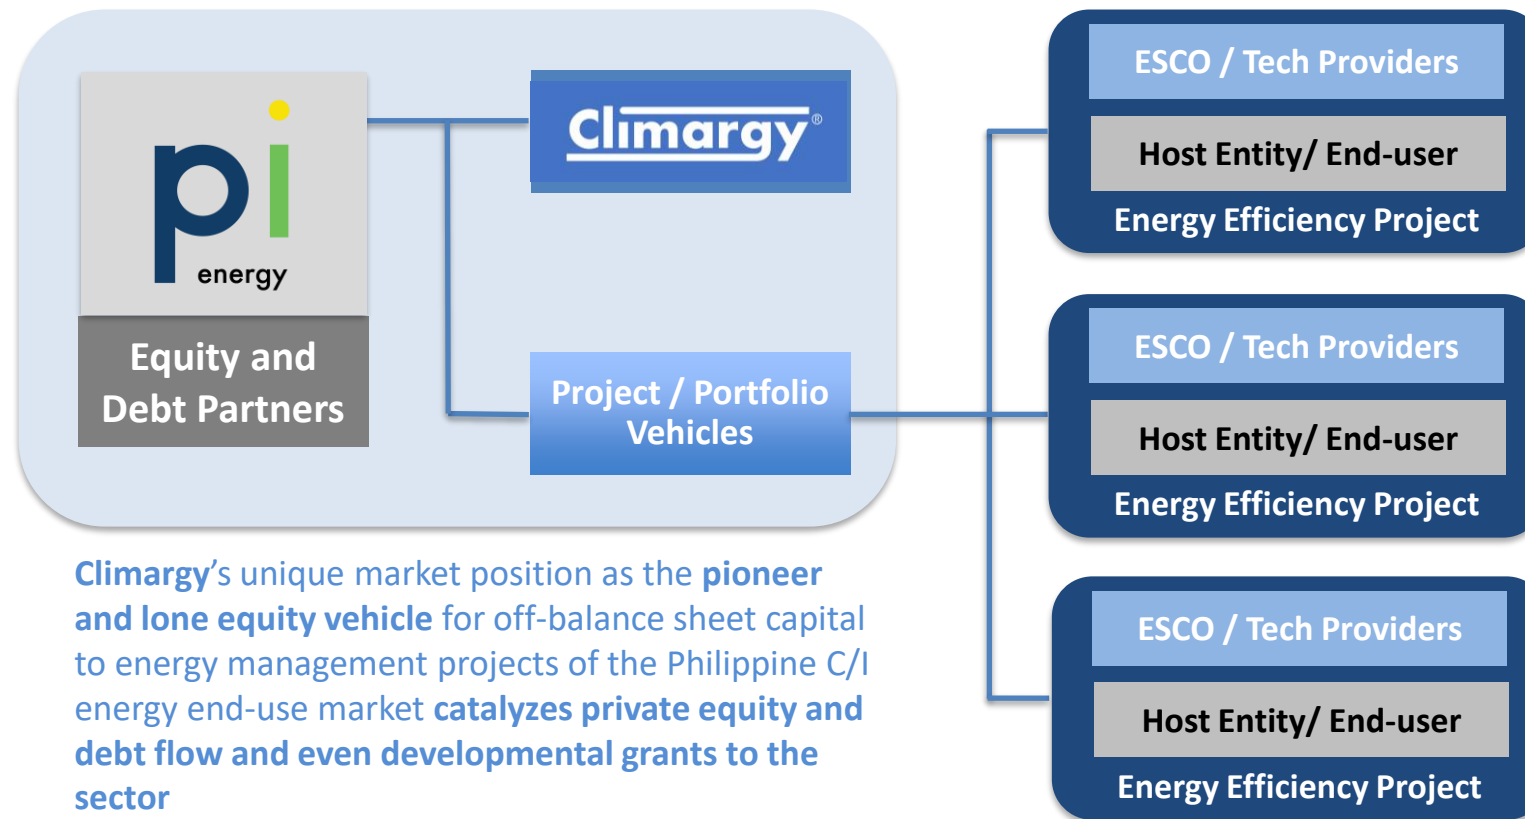 pi
energy
Equity and
Debt Partners
Climargy®
Project / Portfolio
Vehicles
Climargy's unique market position as the pioneer
and lone equity vehicle for off-balance sheet capital
to energy management projects of the Philippine C/I
energy end-use market catalyzes private equity and
debt flow and even developmental grants to the
sector
ESCO / Tech Providers
Host Entity/ End-user
Energy Efficiency Project
ESCO / Tech Providers
Host Entity/ End-user
Energy Efficiency Project
ESCO / Tech Providers
Host Entity/ End-user
Energy Efficiency Project